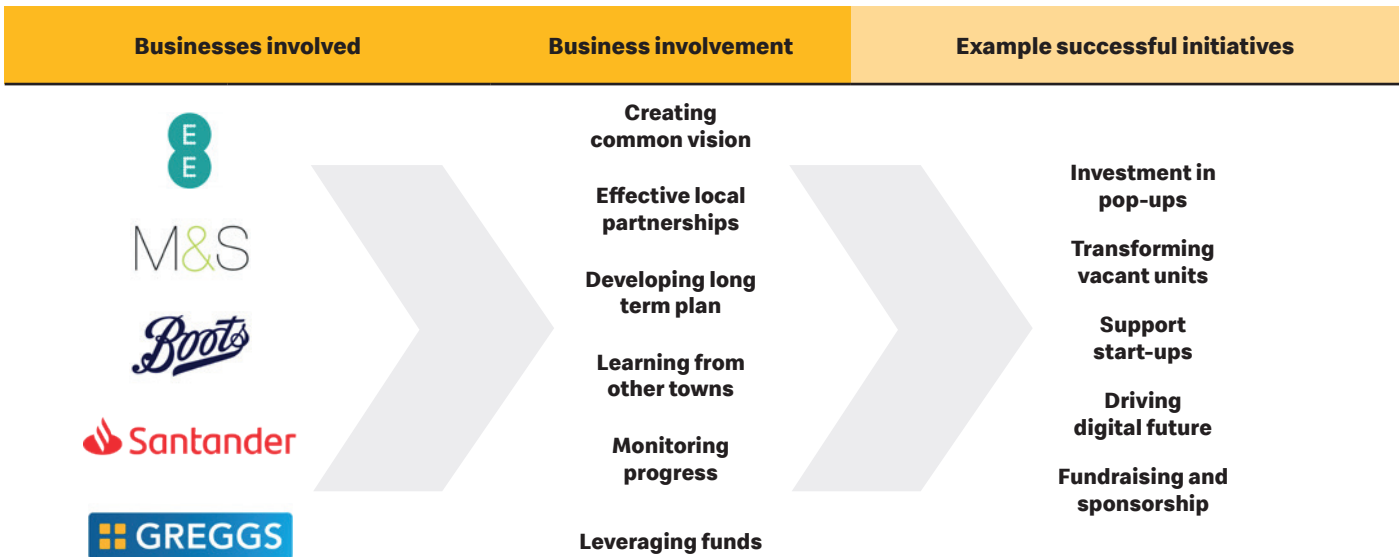 Businesses involved
Business involvement
Example successful initiatives
E
E
M&S
Boots
Santander
GREGGS
Creating
common vision
Effective local
partnerships
Developing long
term plan
Learning from
other towns
Monitoring
progress
Leveraging funds
Investment in
pop-ups
Transforming
vacant units
Support
start-ups
Driving
digital future
Fundraising and
sponsorship